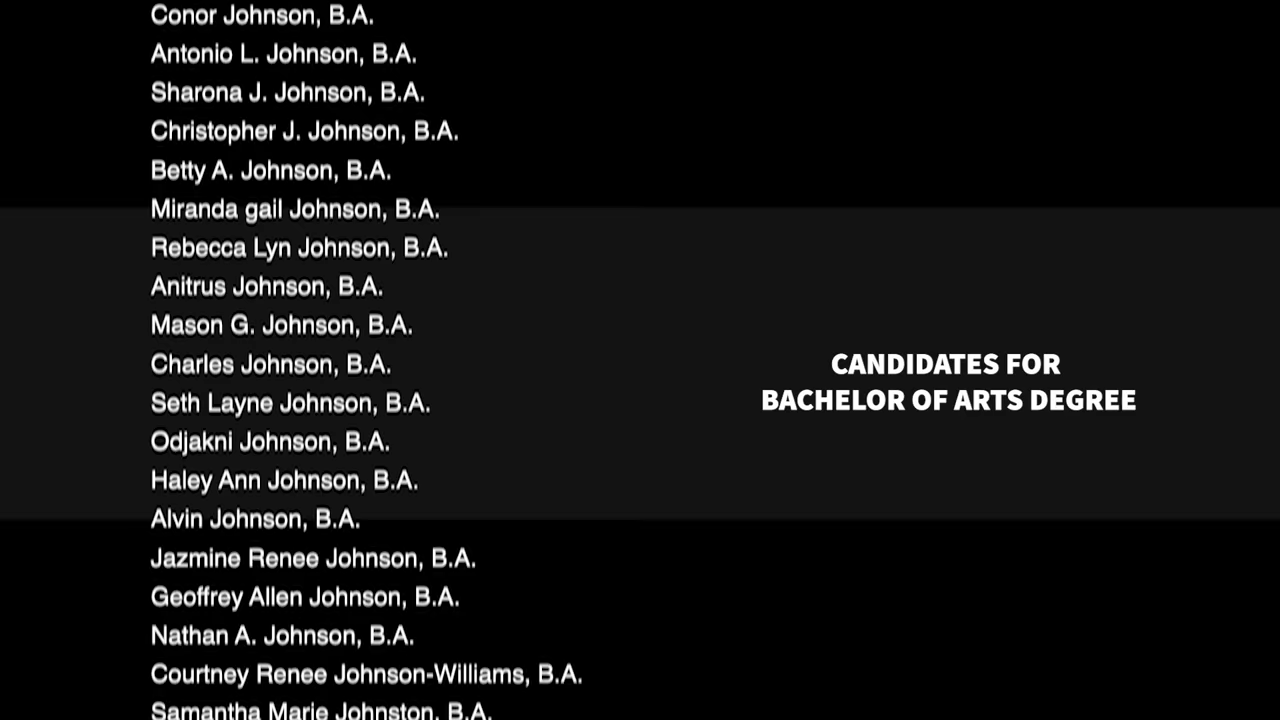 Conor Johnson, B.A.
Antonio L. Johnson, B.A.
Sharona J. Johnson, B.A.
Christopher J. Johnson, B.A.
Betty A. Johnson, B.A.
Miranda gail Johnson, B.A.
Rebecca Lyn Johnson, B.A.
Anitrus Johnson, B.A.
Mason G. Johnson, B.A.
Charles Johnson, B.A.
Seth Layne Johnson, B.A.
Odjakni Johnson, B.A.
Haley Ann Johnson, B.A.
Alvin Johnson, B.A.
Jazmine Renee Johnson, B.A.
Geoffrey Allen Johnson, B.A.
Nathan A. Johnson, B.A.
Courtney Renee Johnson-Williams, B.A.
Samantha Marie Johnston, B.A.
CANDIDATES FOR
BACHELOR OF ARTS DEGREE